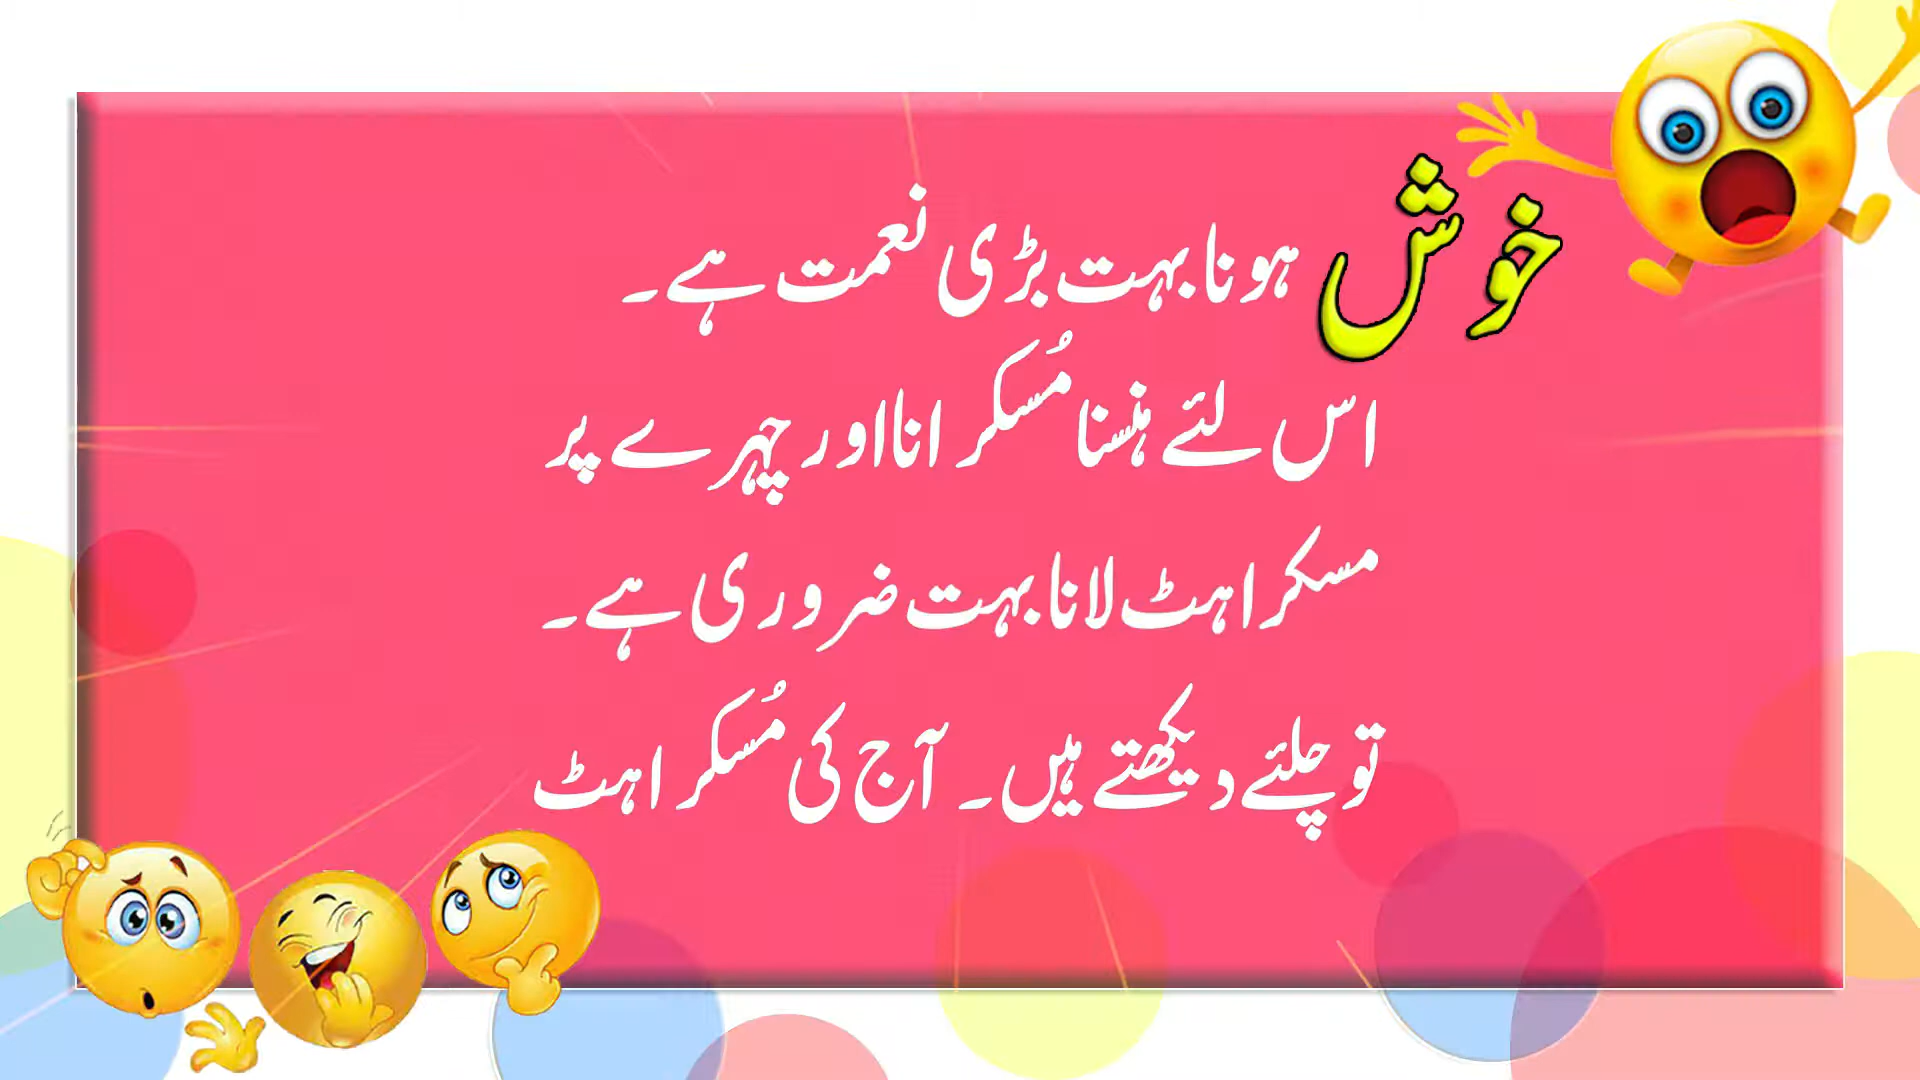 خوش ہونا بہت بڑی نعمت ہے۔
اس لئے ہنسنا مُسکرانا اور چہرے پر
مسکراہٹ لانا بہت ضروری ہے۔
تو چلئے دیکھتے ہیں۔ آج کی مُسکراہٹ